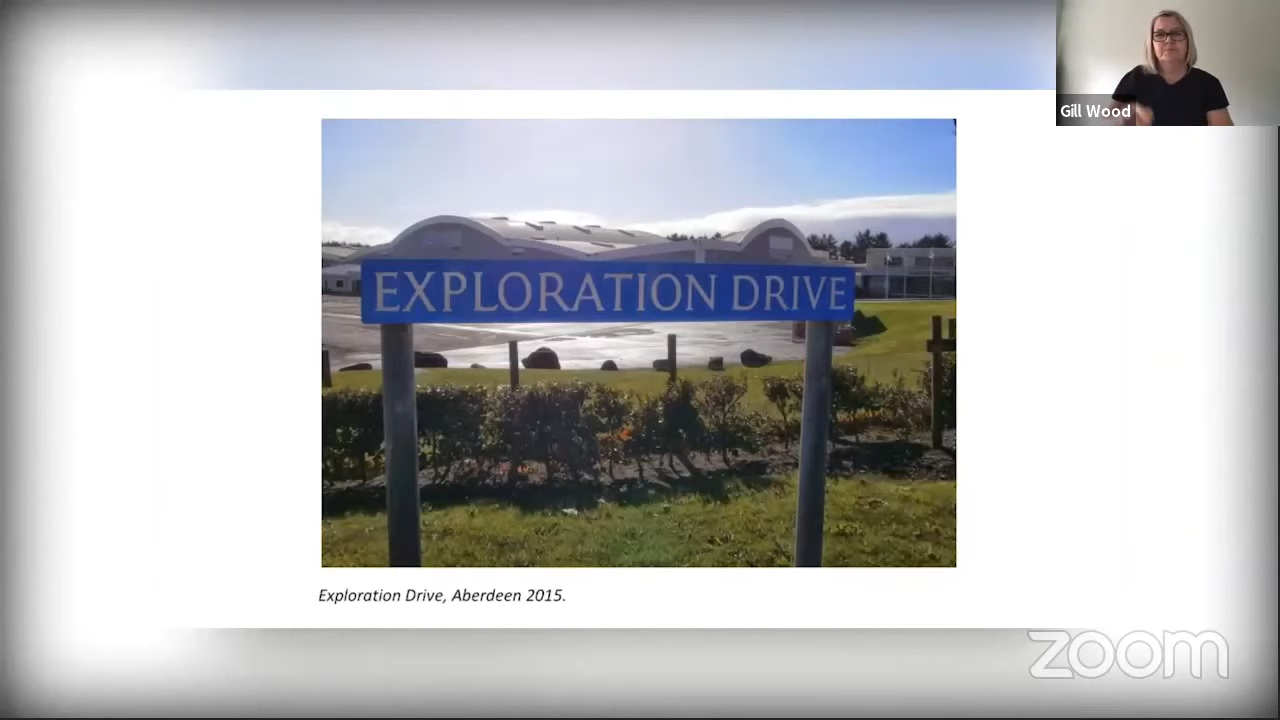 Gill Wood
EXPLORATION DRIVE
Exploration Drive, Aberdeen 2015.
zoom